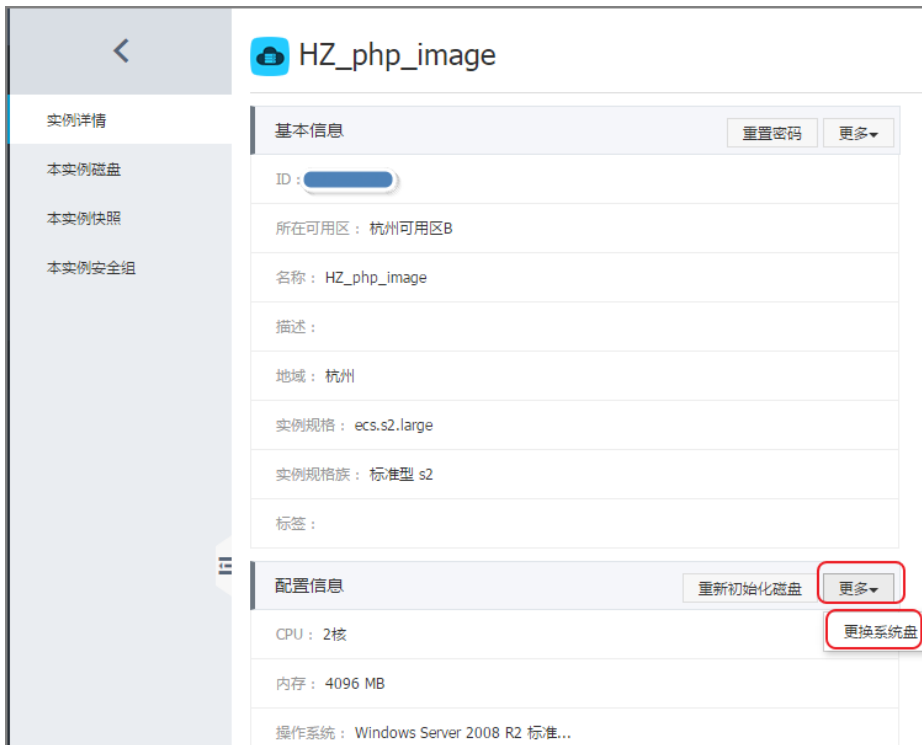 HZ_php_image
实例详情
本实例磁盘
本实例快照
本实例安全组
基本信息 重置密码 更多
ID :
所在可用区： 杭州可用区B
名称： HZ_php_image
描述：
地域： 杭州
实例规格： ecs.s2.large
实例规格族： 标准型 s2
标签：
配置信息 重新初始化磁盘 更多
更换系统盘
CPU： 2核
内存： 4096 MB
操作系统： Windows Server 2008 R2 标准...